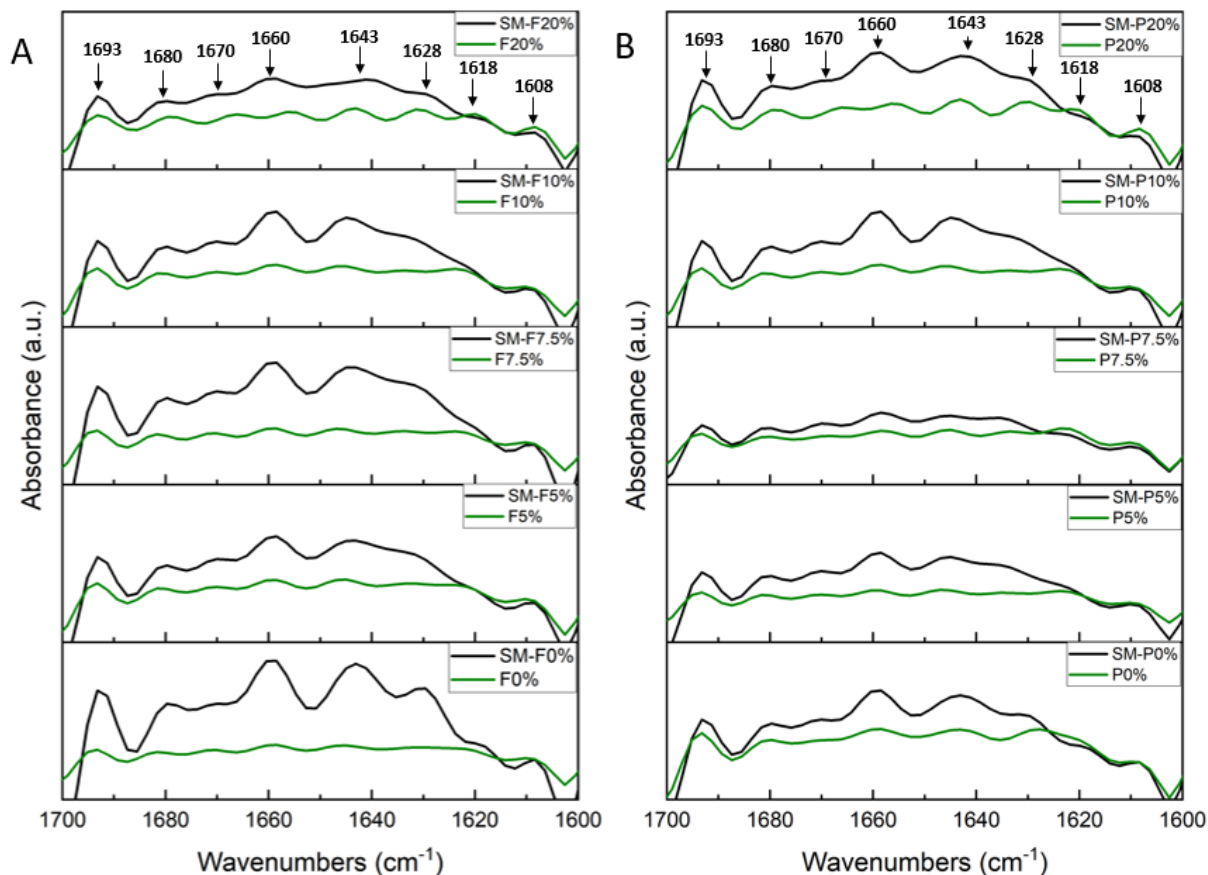 A
SM-F20%
F20%
1693
1680
1670
1660
1643
1628
1618
1608
SM-F10%
F10%
SM-F7.5%
F7.5%
SM-F5%
F5%
SM-F0%
F0%
Absorbance (a.u.)
1700
1680
1660
1640
1620
1600
Wavenumbers (cm⁻¹)
B
SM-P20%
P20%
1693
1680
1670
1660
1643
1628
1618
1608
SM-P10%
P10%
SM-P7.5%
P7.5%
SM-P5%
P5%
SM-P0%
P0%
Absorbance (a.u.)
1700
1680
1660
1640
1620
1600
Wavenumbers (cm⁻¹)